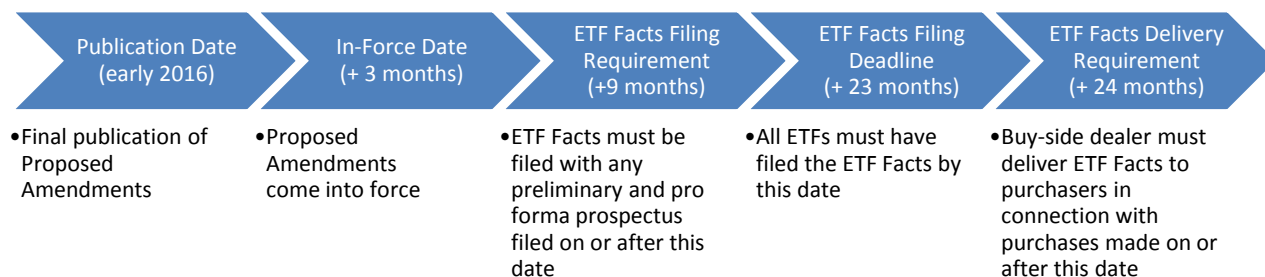 Publication Date
(early 2016)
In-Force Date
(+ 3 months)
ETF Facts Filing
Requirement
(+9 months)
ETF Facts Filing
Deadline
(+ 23 months)
ETF Facts Delivery
Requirement
(+ 24 months)
•Final publication of
Proposed
Amendments
•Proposed
Amendments
come into force
•ETF Facts must be
filed with any
preliminary and pro
forma prospectus
filed on or after this
date
•All ETFs must have
filed the ETF Facts by
this date
•Buy-side dealer must
deliver ETF Facts to
purchasers in
connection with
purchases made on or
after this date